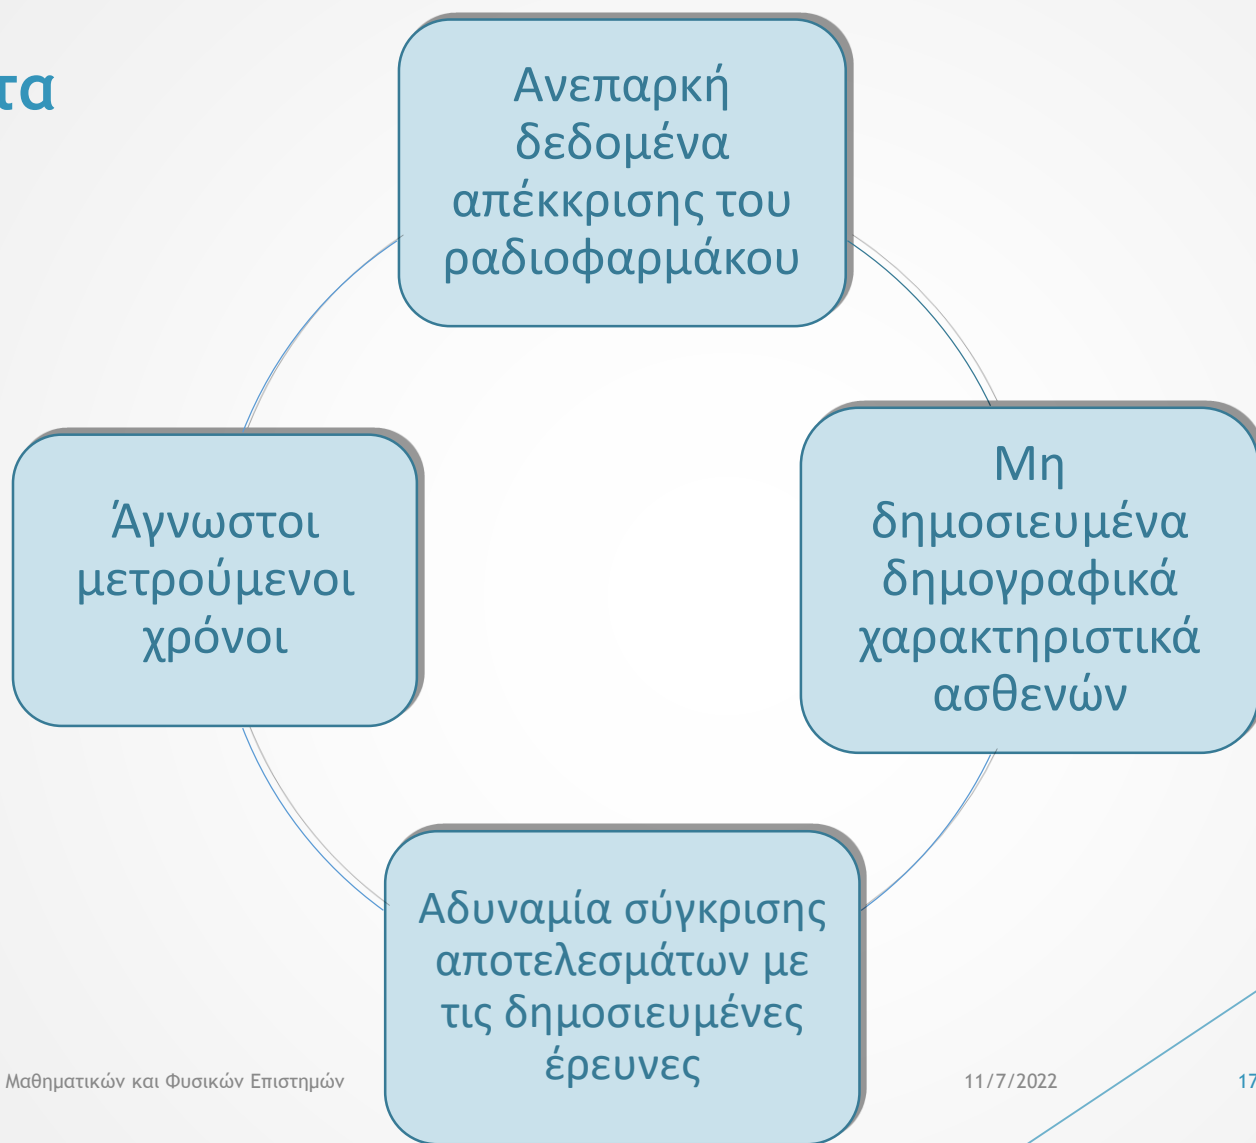 τα
Ανεπαρκή
δεδομένα
απέκκρισης του
ραδιοφαρμάκου
Μη
δημοσιευμένα
δημογραφικά
χαρακτηριστικά
ασθενών
Αδυναμία σύγκρισης
αποτελεσμάτων με
τις δημοσιευμένες
έρευνες
Άγνωστοι
μετρούμενοι
χρόνοι
Μαθηματικών και Φυσικών Επιστημών
11/7/2022
17